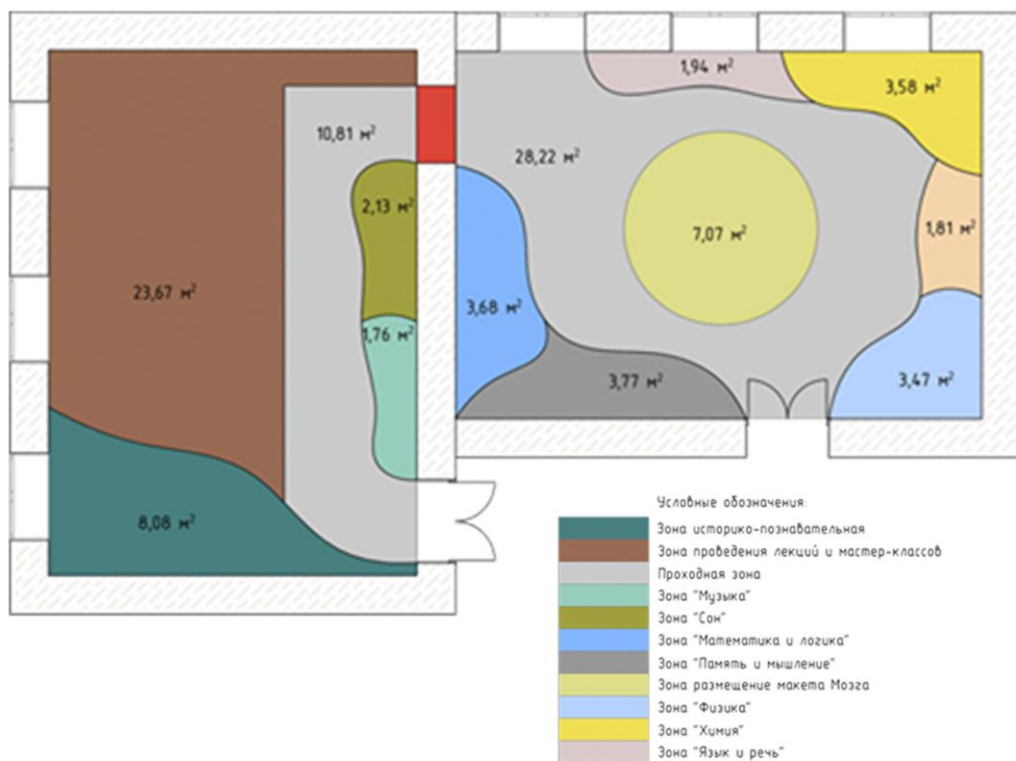 1,94 м²
3,58 м²
10,81 м²
28,22 м²
2,13 м²
1,81 м²
7,07 м²
23,67 м²
3,68 м²
1,76 м²
3,77 м²
3,47 м²
8,08 м²
Условные обозначения:
Зона историко-познавательная
Зона проведения лекций и мастер-классов
Проходная зона
Зона "Музыка"
Зона "Сон"
Зона "Математика и логика"
Зона "Память и мышление"
Зона размещение макета Мозга
Зона "Физика"
Зона "Химия"
Зона "Язык и речь"